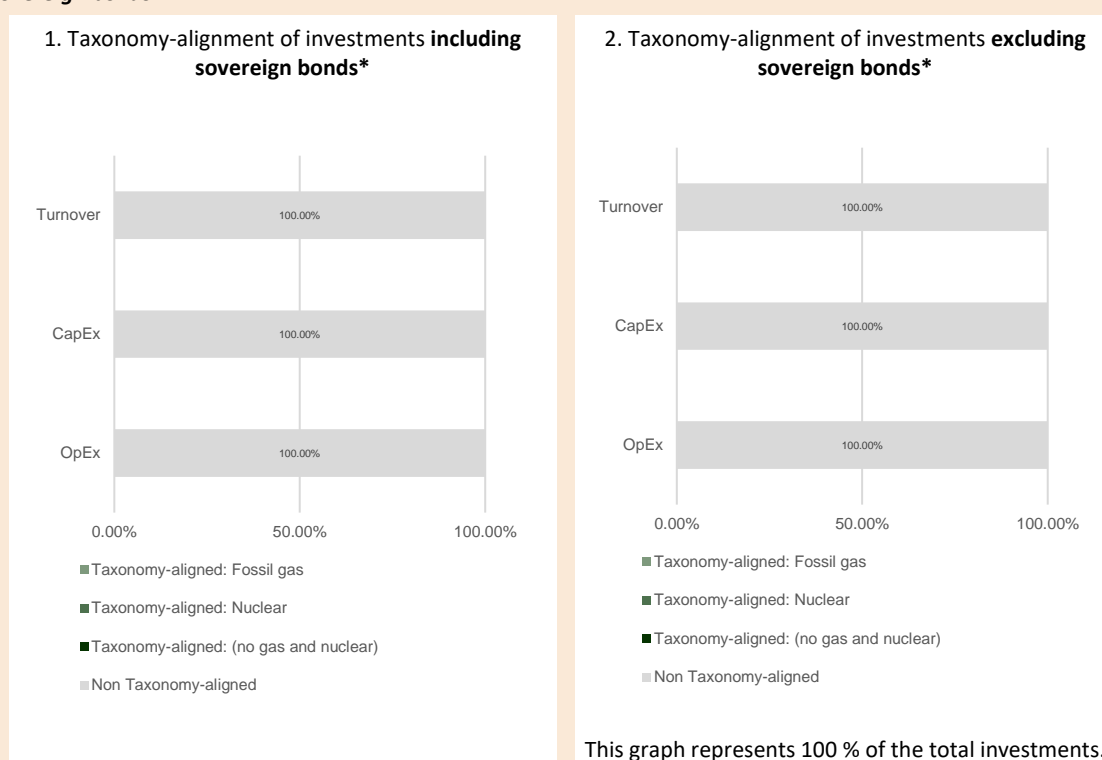 1. Taxonomy-alignment of investments including
sovereign bonds*
Turnover
100.00%
CapEx
100.00%
OpEx
100.00%
0.00% 50.00% 100.00%
Taxonomy-aligned: Fossil gas
Taxonomy-aligned: Nuclear
Taxonomy-aligned: (no gas and nuclear)
Non Taxonomy-aligned
2. Taxonomy-alignment of investments excluding
sovereign bonds*
Turnover
100.00%
CapEx
100.00%
OpEx
100.00%
0.00% 50.00% 100.00%
Taxonomy-aligned: Fossil gas
Taxonomy-aligned: Nuclear
Taxonomy-aligned: (no gas and nuclear)
Non Taxonomy-aligned
This graph represents 100 % of the total investments.